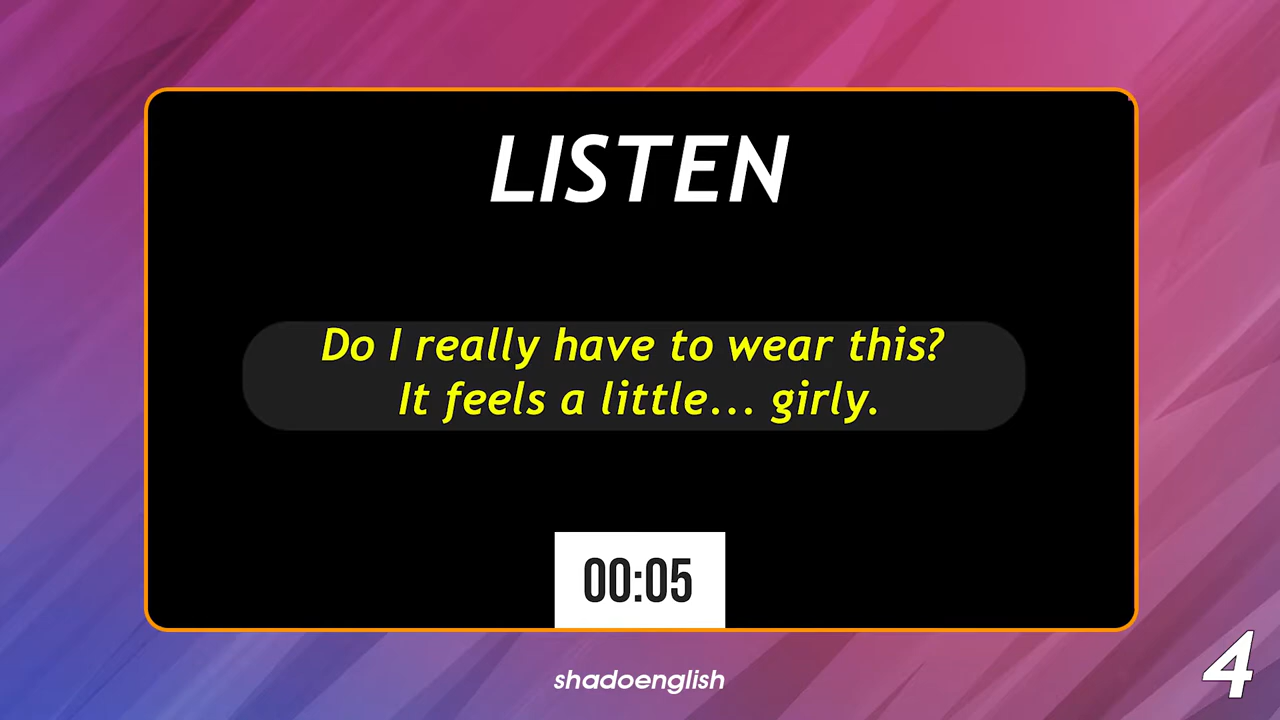 LISTEN
Do I really have to wear this?
It feels a little... girly.
00:05
shadoenglish
4